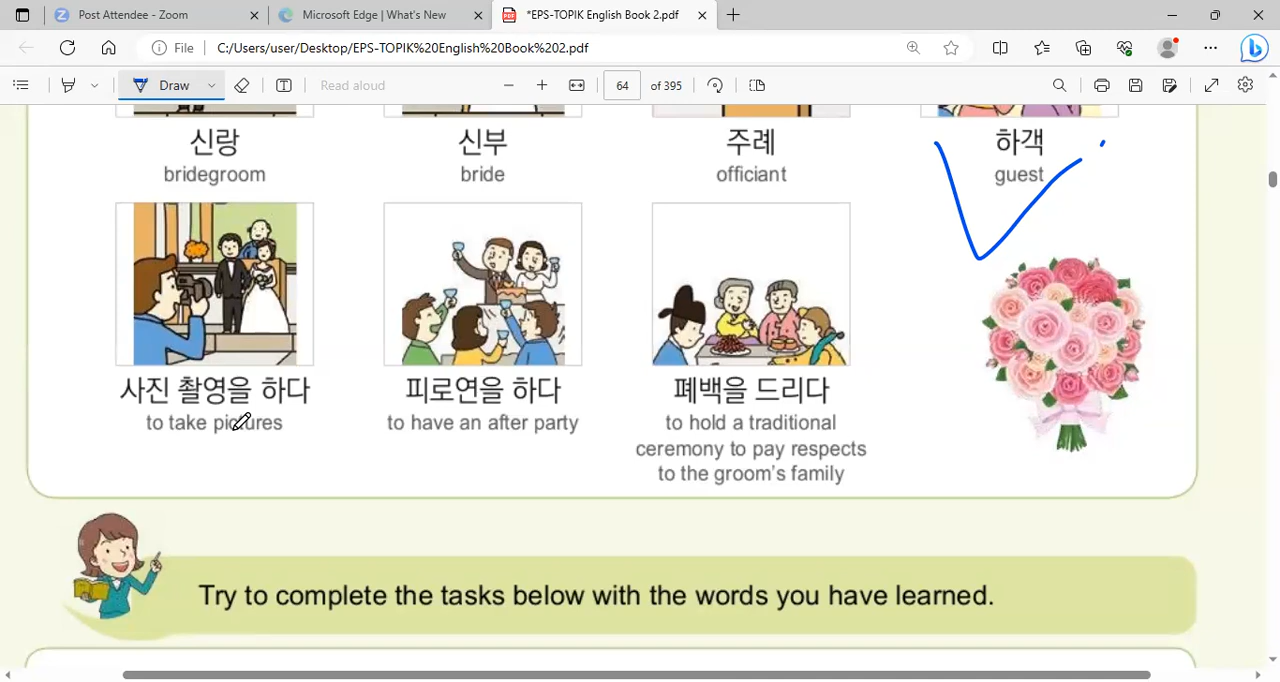 Post Attendee - Zoom
Microsoft Edge | What's New
*EPS-TOPIK English Book 2.pdf
File
C:/Users/user/Desktop/EPS-TOPIK%20English%20Book%202.pdf
Draw
Read aloud
64
of 395
신랑 신부 주례 하객
bridegroom bride officiant guest
사진 촬영을 하다 피로연을 하다 폐백을 드리다
to take pictures to have an after party to hold a traditional
ceremony to pay respects
to the groom's family
Try to complete the tasks below with the words you have learned.